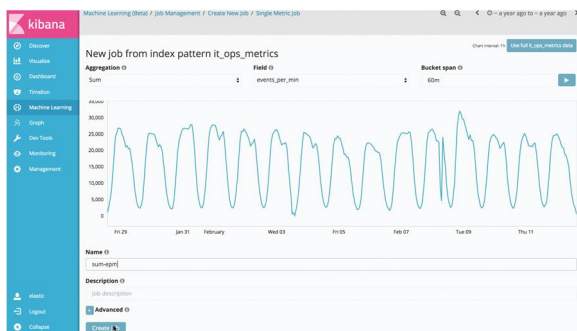 kibana
Discover
Visualize
Dashboard
Timelion
Machine Learning
Graph
Dev Tools
Monitoring
Management
elastic
Logout
Collapse
Machine Learning (Beta) / Job Management / Create New Job / Single Metric Job
~ a year ago to ~ a year ago
New job from index pattern it_ops_metrics
Chart interval: 1h
Use full it_ops_metrics data
Aggregation
Field
Bucket span
Sum
events_per_min
60m
35,000
30,000
25,000
20,000
15,000
10,000
5,000
0
Fri 29
Jan 31
February
Wed 03
Fri 05
Feb 07
Tue 09
Thu 11
Name
sum-epm
Description
Job description
Advanced
Create Job